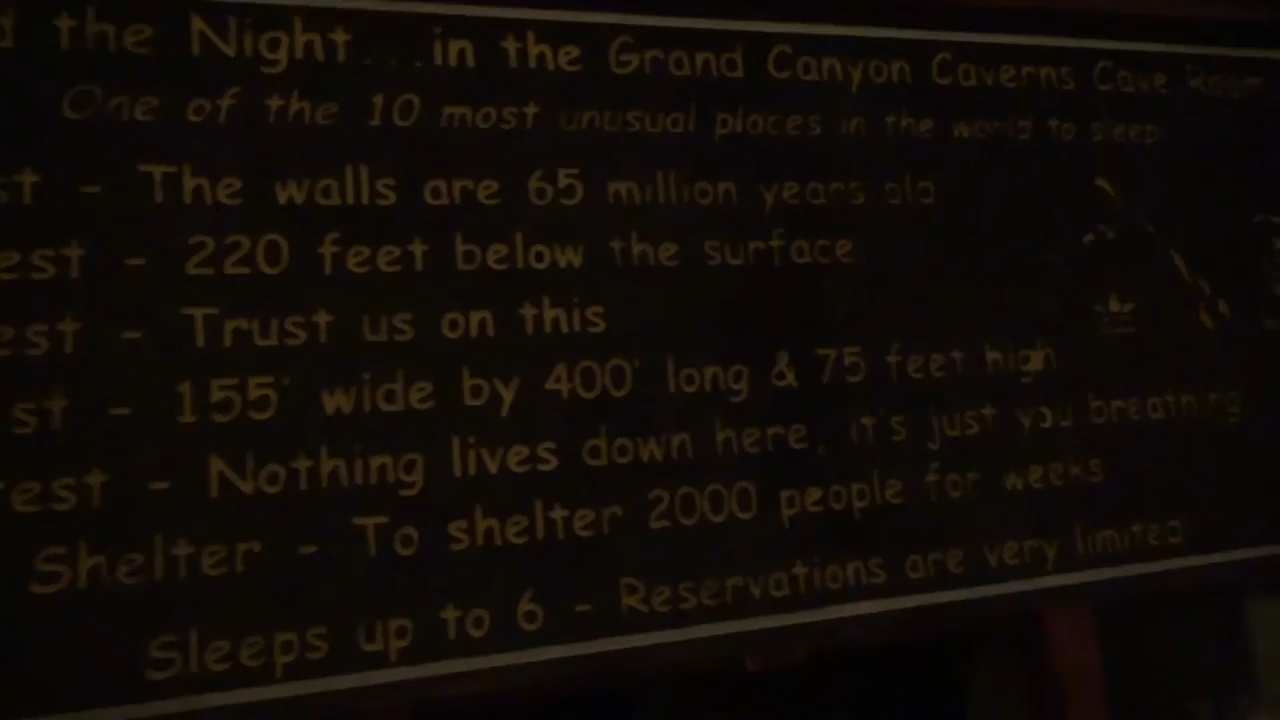 the Night...in the Grand Canyon Caverns Cave Room
One of the 10 most unusual places in the world to sleep
st - The walls are 65 million years old
est - 220 feet below the surface
est - Trust us on this
st - 155' wide by 400' long & 75 feet high
est - Nothing lives down here, it's just you breathing
Shelter - To shelter 2000 people for weeks
Sleeps up to 6 - Reservations are very limited